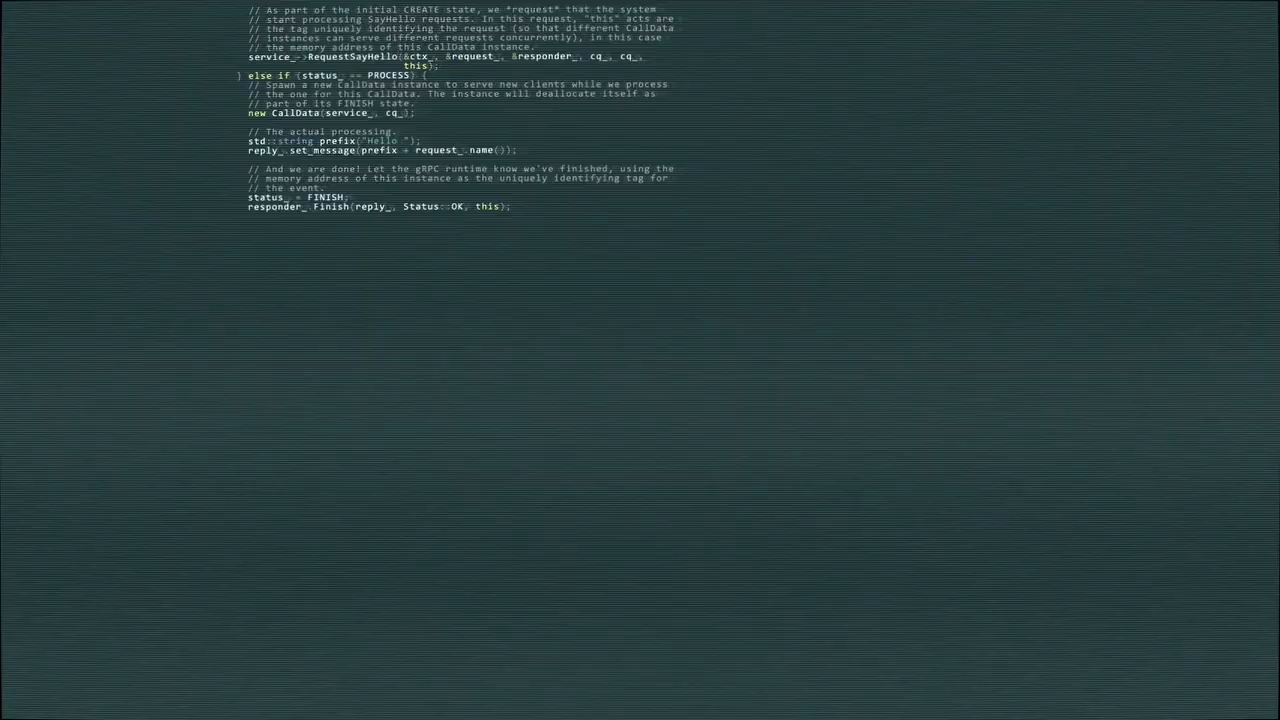 // As part of the initial CREATE state, we *request* that the system
// start processing SayHello requests. In this request, "this" acts are
// the tag uniquely identifying the request (so that different CallData
// instances can serve different requests concurrently), in this case
// the memory address of this CallData instance.
service_->RequestSayHello(&ctx_, &request_, &responder_, cq_, cq_,
this);
} else if (status_ == PROCESS) {
// Spawn a new CallData instance to serve new clients while we process
// the one for this CallData. The instance will deallocate itself as
// part of its FINISH state.
new CallData(service_, cq_);
// The actual processing.
std::string prefix("Hello ");
reply_.set_message(prefix + request_.name());
// And we are done! Let the gRPC runtime know we've finished, using the
// memory address of this instance as the uniquely identifying tag for
// the event.
status_ = FINISH;
responder_.Finish(reply_, Status::OK, this);